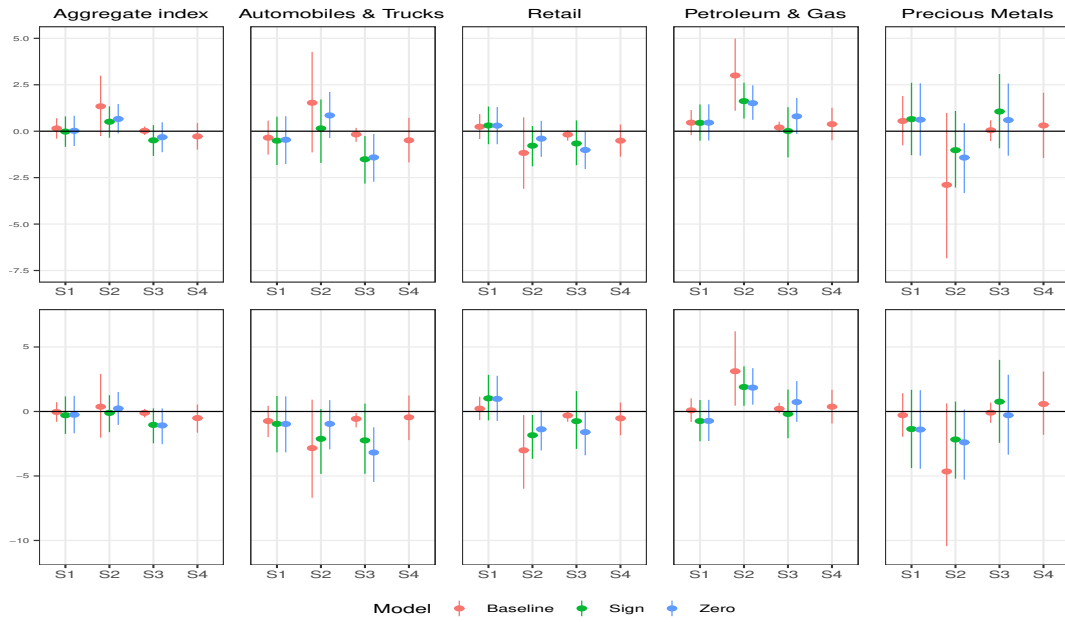 Aggregate index Automobiles & Trucks Retail Petroleum & Gas Precious Metals
5.0
2.5
0.0
-2.5
-5.0
-7.5
S1 S2 S3 S4 S1 S2 S3 S4 S1 S2 S3 S4 S1 S2 S3 S4 S1 S2 S3 S4
5
0
-5
-10
S1 S2 S3 S4 S1 S2 S3 S4 S1 S2 S3 S4 S1 S2 S3 S4 S1 S2 S3 S4
Model Baseline Sign Zero